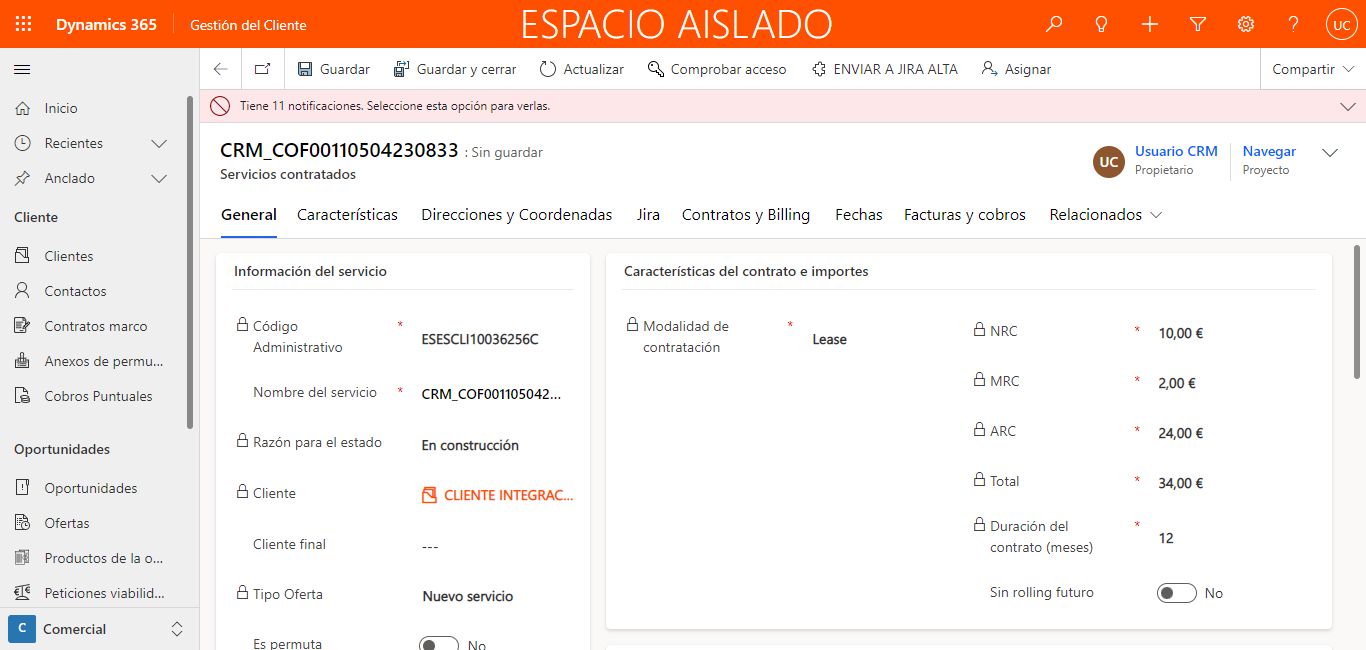 Dynamics 365
Gestión del Cliente
ESPACIO AISLADO
UC
Guardar
Guardar y cerrar
Actualizar
Comprobar acceso
ENVIAR A JIRA ALTA
Asignar
Compartir
Tiene 11 notificaciones. Seleccione esta opción para verlas.
Inicio
Recientes
Anclado
Cliente
Clientes
Contactos
Contratos marco
Anexos de permu...
Cobros Puntuales
Oportunidades
Oportunidades
Ofertas
Productos de la o...
Peticiones viabilid...
C
Comercial
CRM_COF00110504230833 : Sin guardar
Servicios contratados
UC
Usuario CRM
Propietario
Navegar
Proyecto
General
Características
Direcciones y Coordenadas
Jira
Contratos y Billing
Fechas
Facturas y cobros
Relacionados
Información del servicio
Código
Administrativo
*
ESESCLI10036256C
Nombre del servicio * CRM_COF001105042...
Razón para el estado
En construcción
Cliente
CLIENTE INTEGRAC...
Cliente final
---
Tipo Oferta
Nuevo servicio
Es permuta
No
Características del contrato e importes
Modalidad de
contratación
*
Lease
NRC * 10,00 €
MRC * 2,00 €
ARC * 24,00 €
Total * 34,00 €
Duración del
contrato (meses)
*
12
Sin rolling futuro
No